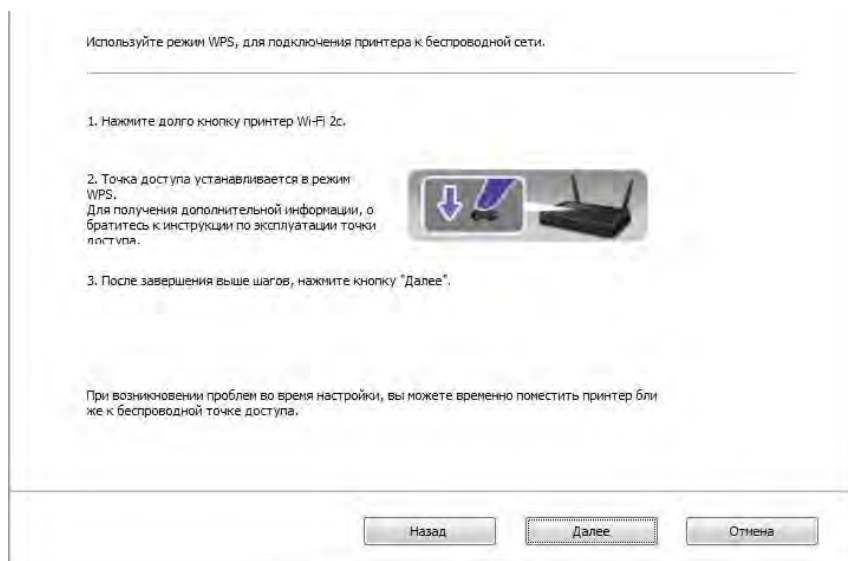 Используйте режим WPS, для подключения принтера к беспроводной сети.
1. Нажмите долго кнопку принтер Wi-Fi 2с.
2. Точка доступа устанавливается в режим
WPS.
Для получения дополнительной информации, о
братитесь к инструкции по эксплуатации точки
доступа.
3. После завершения выше шагов, нажмите кнопку "Далее".
При возникновении проблем во время настройки, вы можете временно поместить принтер бли
же к беспроводной точке доступа.
Назад Далее Отмена